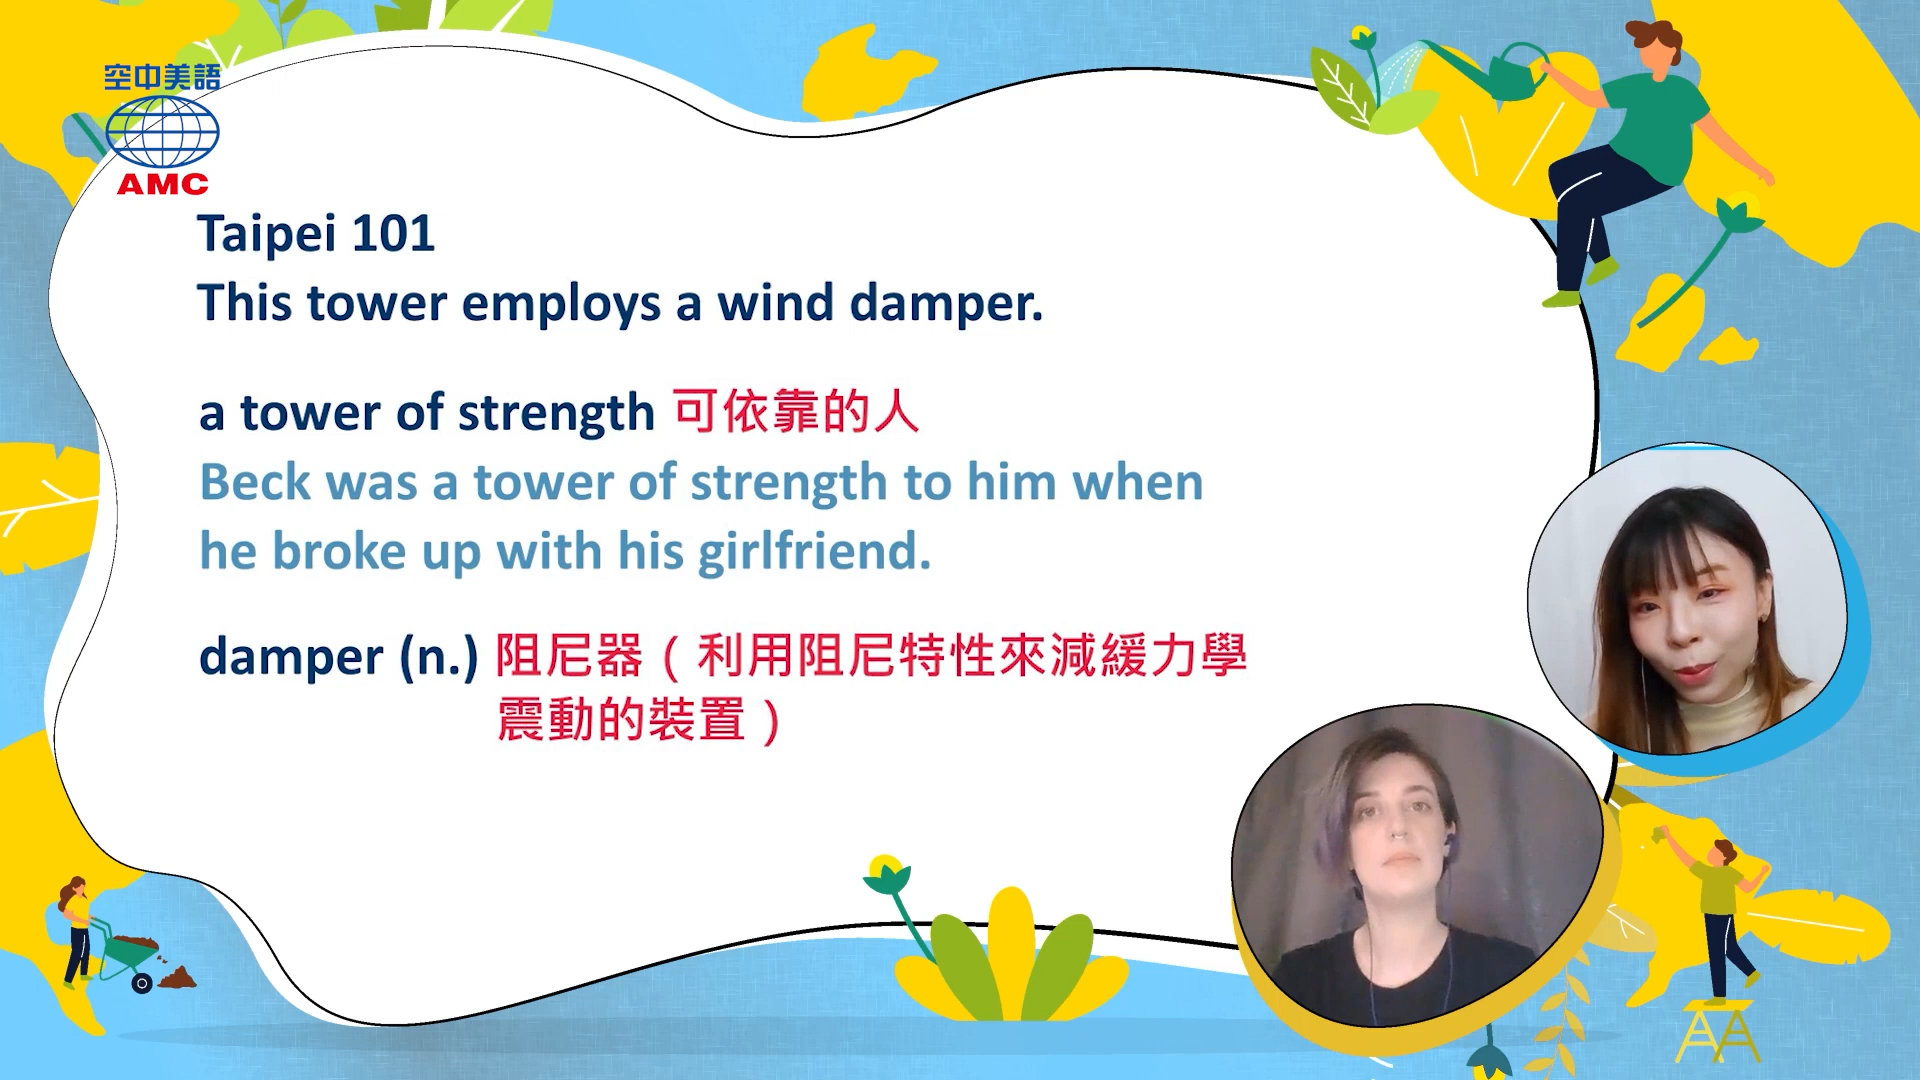 空中美語
AMC
Taipei 101
This tower employs a wind damper.
a tower of strength 可依靠的人
Beck was a tower of strength to him when
he broke up with his girlfriend.
damper (n.) 阻尼器（利用阻尼特性來減緩力學
震動的裝置）